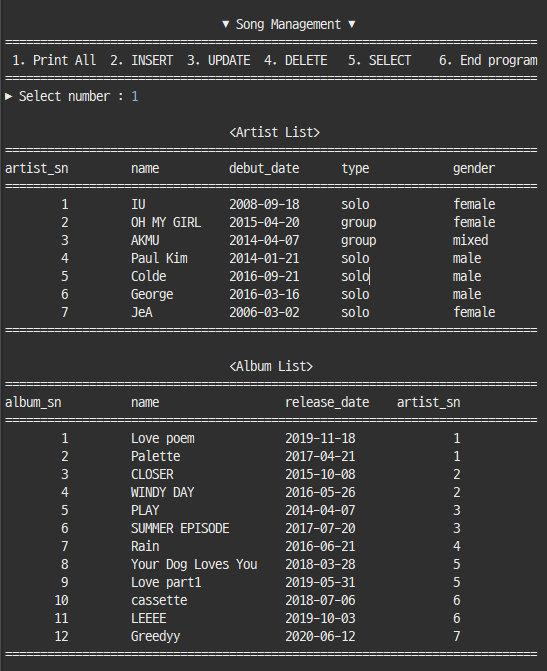 ▼ Song Management ▼
============================================================================
1. Print All  2. INSERT  3. UPDATE  4. DELETE   5. SELECT    6. End program
============================================================================
▶ Select number : 1
<Artist List>
============================================================================
artist_sn         name          debut_date      type            gender
============================================================================
1         IU            2008-09-18      solo            female
2         OH MY GIRL    2015-04-20      group           female
3         AKMU          2014-04-07      group           mixed
4         Paul Kim      2014-01-21      solo            male
5         Colde         2016-09-21      solo            male
6         George        2016-03-16      solo            male
7         JeA           2006-03-02      solo            female
============================================================================
<Album List>
============================================================================
album_sn          name                  release_date    artist_sn
============================================================================
1         Love poem             2019-11-18              1
2         Palette               2017-04-21              1
3         CLOSER                2015-10-08              2
4         WINDY DAY             2016-05-26              2
5         PLAY                  2014-04-07              3
6         SUMMER EPISODE        2017-07-20              3
7         Rain                  2016-06-21              4
8         Your Dog Loves You    2018-03-28              5
9         Love part1            2019-05-31              5
10         cassette              2018-07-06              6
11         LEEEE                 2019-10-03              6
12         Greedyy               2020-06-12              7
============================================================================